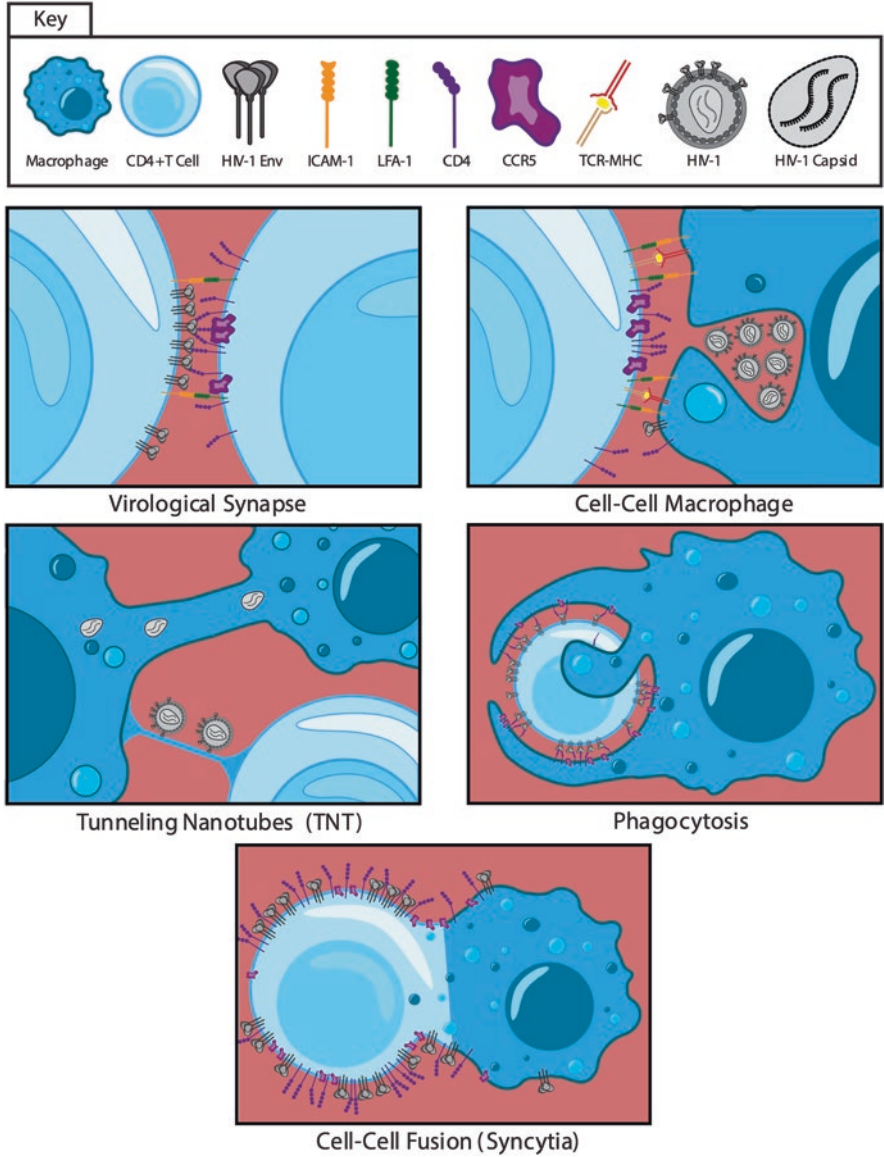 Key
Macrophage CD4+T Cell HIV-1 Env ICAM-1 LFA-1 CD4 CCR5 TCR-MHC HIV-1 HIV-1 Capsid
Virological Synapse
Cell-Cell Macrophage
Tunneling Nanotubes (TNT)
Phagocytosis
Cell-Cell Fusion (Syncytia)